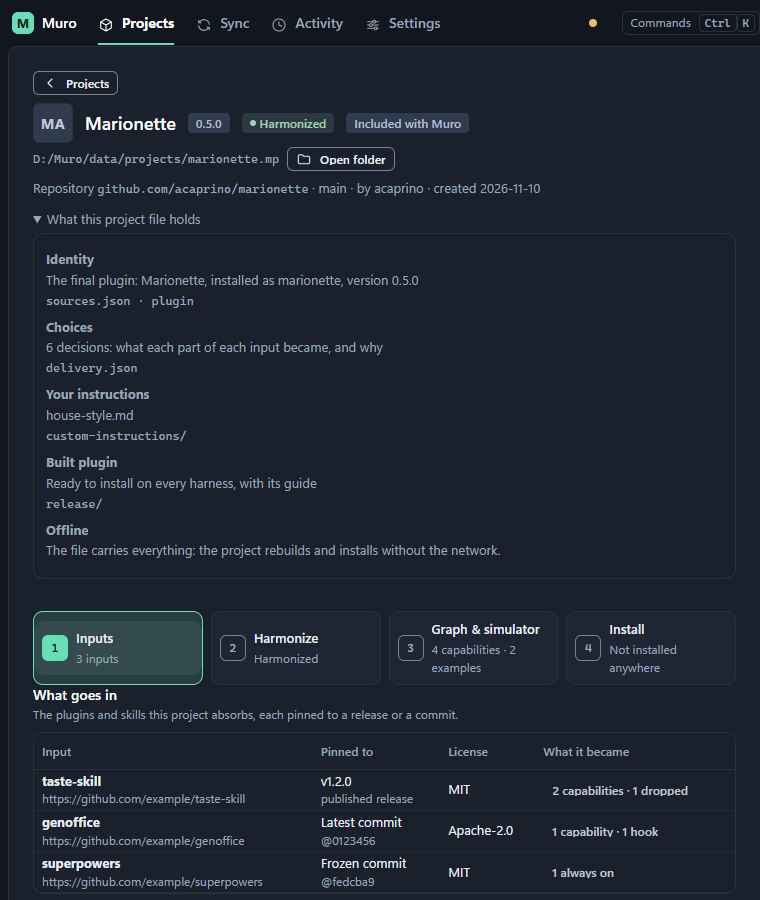 M Muro Projects Sync Activity Settings Commands Ctrl K
Projects
MA Marionette 0.5.0 Harmonized Included with Muro
D:/Muro/data/projects/marionette.mp Open folder
Repository github.com/acaprino/marionette · main · by acaprino · created 2026-11-10
▼ What this project file holds
Identity
The final plugin: Marionette, installed as marionette, version 0.5.0
sources.json · plugin
Choices
6 decisions: what each part of each input became, and why
delivery.json
Your instructions
house-style.md
custom-instructions/
Built plugin
Ready to install on every harness, with its guide
release/
Offline
The file carries everything: the project rebuilds and installs without the network.
1 Inputs
3 inputs
2 Harmonize
Harmonized
3 Graph & simulator
4 capabilities · 2
examples
4 Install
Not installed
anywhere
What goes in
The plugins and skills this project absorbs, each pinned to a release or a commit.
Input Pinned to License What it became
taste-skill v1.2.0 MIT 2 capabilities · 1 dropped
https://github.com/example/taste-skill published release
genoffice Latest commit Apache-2.0 1 capability · 1 hook
https://github.com/example/genoffice @0123456
superpowers Frozen commit MIT 1 always on
https://github.com/example/superpowers @fedcba9